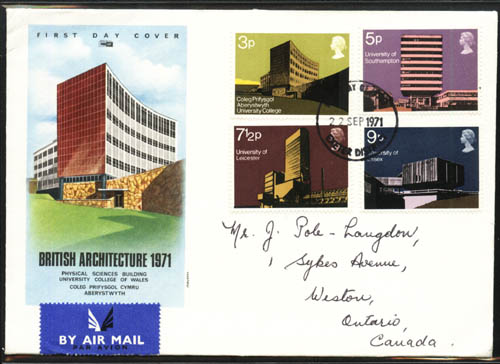 FIRST DAY COVER
3p
Coleg Prifysgol
Aberystwyth
University College
5p
University of
Southampton
7½p
University of
Leicester
9p
University of
22 SEP 1971
BRITISH ARCHITECTURE 1971
PHYSICAL SCIENCES BUILDING
UNIVERSITY COLLEGE OF WALES
COLEG PRIFYSGOL CYMRU
ABERYSTWYTH
BY AIR MAIL
PAR AVION
Mr. J. Pole-Langdon,
1 Sykes Avenue,
Weston,
Ontario,
Canada.